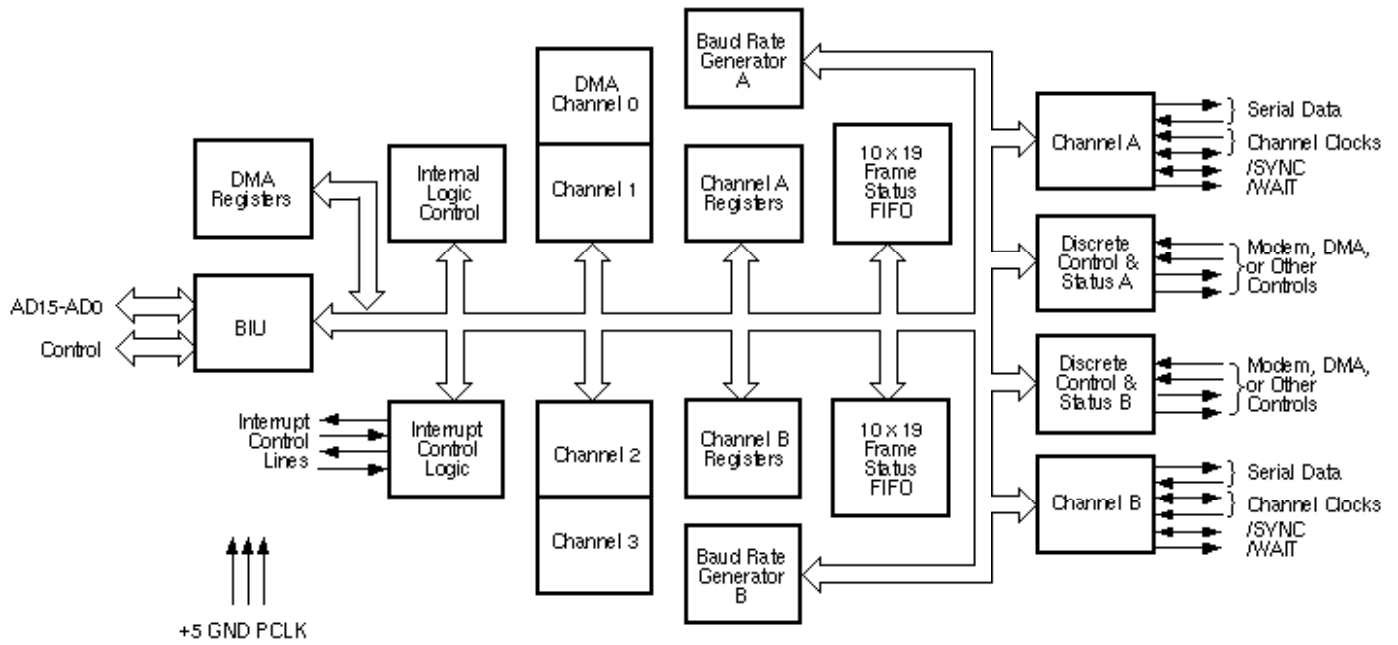 Baud Rate
Generator
A
DMA
Channel 0
Channel 1
DMA
Registers
Internal
Logic
Control
Channel A
Registers
10 X 19
Frame
Status
FIFO
Channel A
Serial Data
Channel Clocks
/SYNC
/WAIT
Discrete
Control &
Status A
Modem, DMA,
or Other
Controls
AD15-AD0
Control
BIU
Discrete
Control &
Status B
Modem, DMA,
or Other
Controls
Interrupt
Control
Lines
Interrupt
Control
Logic
Channel 2
Channel 3
Channel B
Registers
10 X 19
Frame
Status
FIFO
Channel B
Serial Data
Channel Clocks
/SYNC
/WAIT
Baud Rate
Generator
B
+5 GND PCLK